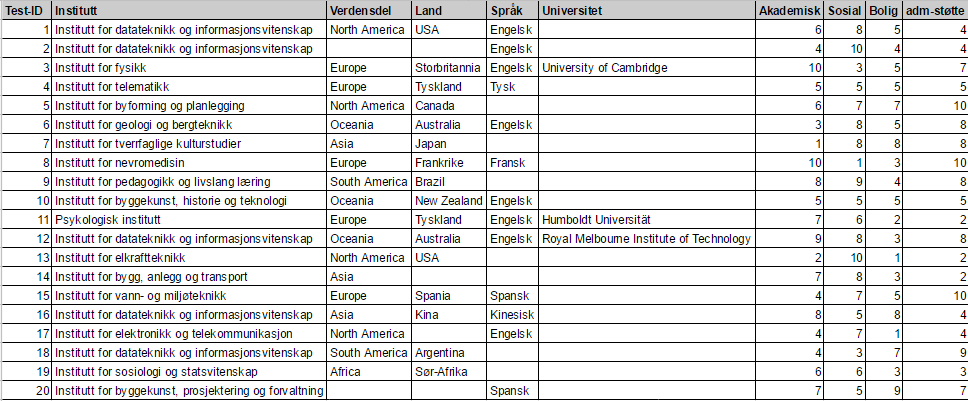 Test-ID Institutt Verdensdel Land Språk Universitet Akademisk Sosial Bolig adm-støtte
1 Institutt for datateknikk og informasjonsvitenskap North America USA Engelsk 6 8 5 4
2 Institutt for datateknikk og informasjonsvitenskap Engelsk 4 10 4 4
3 Institutt for fysikk Europe Storbritannia Engelsk University of Cambridge 10 3 5 7
4 Institutt for telematikk Europe Tyskland Tysk 5 5 5 5
5 Institutt for byforming og planlegging North America Canada 6 7 7 10
6 Institutt for geologi og bergteknikk Oceania Australia Engelsk 3 8 5 8
7 Institutt for tverrfaglige kulturstudier Asia Japan 1 8 8 8
8 Institutt for nevromedisin Europe Frankrike Fransk 10 1 3 10
9 Institutt for pedagogikk og livslang læring South America Brazil 8 9 4 8
10 Institutt for byggekunst, historie og teknologi Oceania New Zealand Engelsk 5 5 5 5
11 Psykologisk institutt Europe Tyskland Engelsk Humboldt Universität 7 6 2 2
12 Institutt for datateknikk og informasjonsvitenskap Oceania Australia Engelsk Royal Melbourne Institute of Technology 9 8 3 8
13 Institutt for elkraftteknikk North America USA 2 10 1 2
14 Institutt for bygg, anlegg og transport Asia 7 8 3 2
15 Institutt for vann- og miljøteknikk Europe Spania Spansk 4 7 5 10
16 Institutt for datateknikk og informasjonsvitenskap Asia Kina Kinesisk 8 5 8 4
17 Institutt for elektronikk og telekommunikasjon North America Engelsk 4 7 1 4
18 Institutt for datateknikk og informasjonsvitenskap South America Argentina 4 3 7 9
19 Institutt for sosiologi og statsvitenskap Africa Sør-Afrika 6 6 3 3
20 Institutt for byggekunst, prosjektering og forvaltning Spansk 7 5 9 7